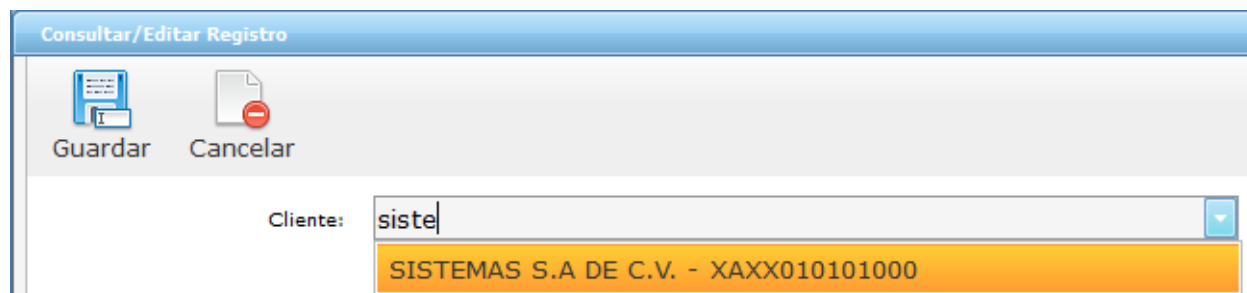 Consultar/Editar Registro
Guardar Cancelar
Cliente: siste
SISTEMAS S.A DE C.V. - XAXX010101000